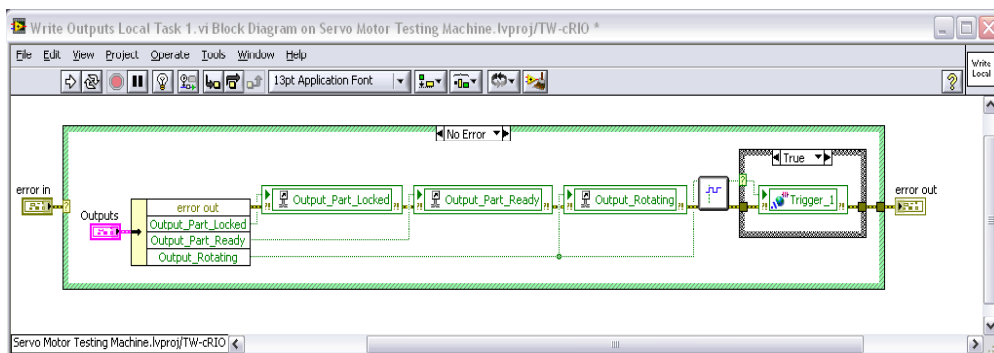 Write Outputs Local Task 1.vi Block Diagram on Servo Motor Testing Machine.lvproj/TW-cRIO *
File Edit View Project Operate Tools Window Help
13pt Application Font
Write
Local
No Error
True
error in
Outputs
error out
Output_Part_Locked
Output_Part_Ready
Output_Rotating
Output_Part_Locked
Output_Part_Ready
Output_Rotating
Trigger_1
error out
Servo Motor Testing Machine.lvproj/TW-cRIO